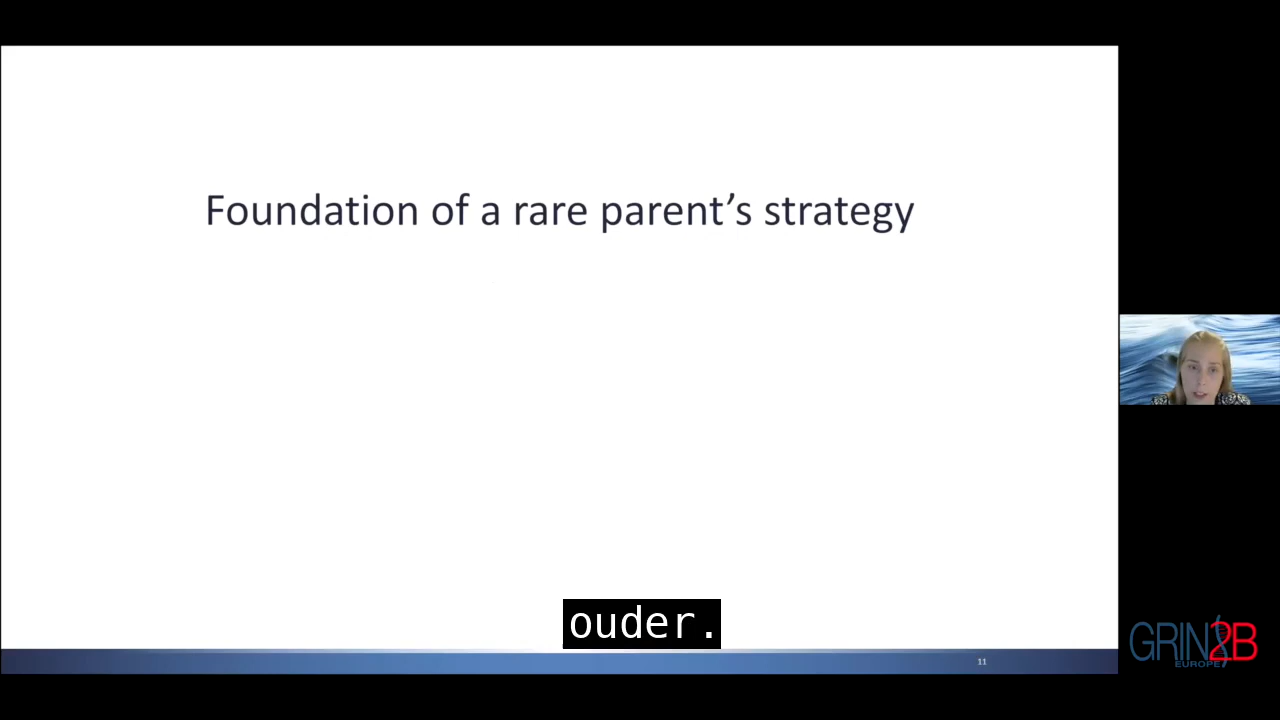 Foundation of a rare parent’s strategy
ouder.
11
GRIN2B
EUROPE